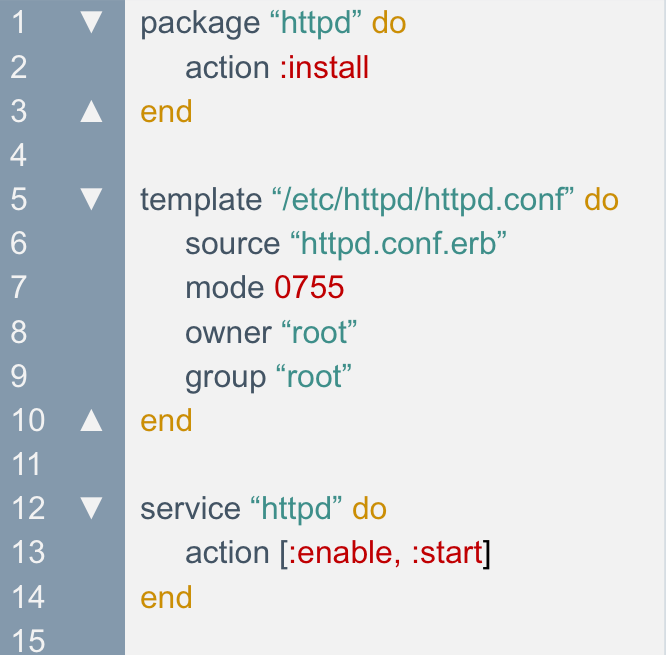 1 ▼ package “httpd” do
2 action :install
3 ▲ end
4
5 ▼ template “/etc/httpd/httpd.conf” do
6 source “httpd.conf.erb”
7 mode 0755
8 owner “root”
9 group “root”
10 ▲ end
11
12 ▼ service “httpd” do
13 action [:enable, :start]
14 end
15